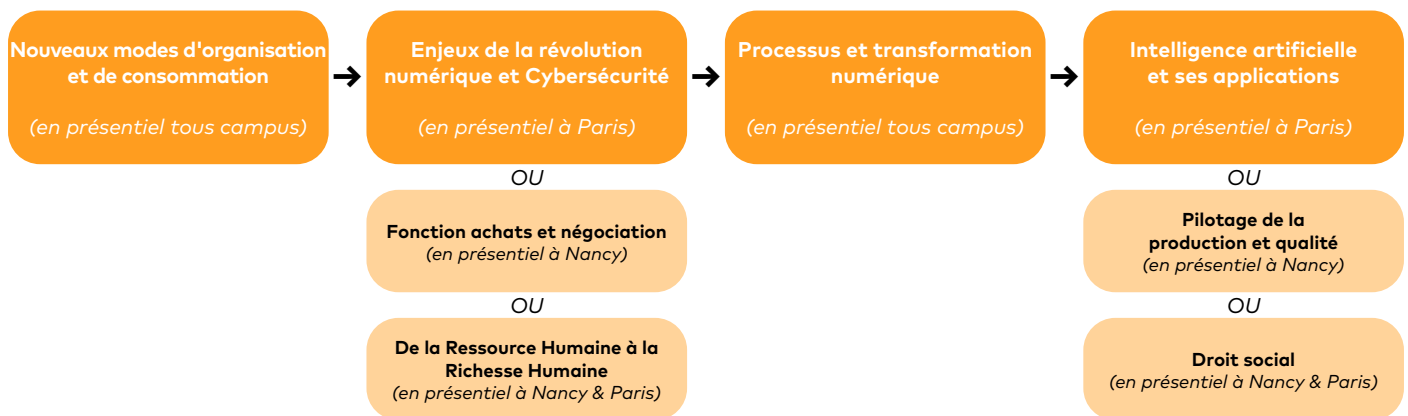 Nouveaux modes d'organisation
et de consommation
(en présentiel tous campus)
Enjeux de la révolution
numérique et Cybersécurité
(en présentiel à Paris)
OU
Fonction achats et négociation
(en présentiel à Nancy)
OU
De la Ressource Humaine à la
Richesse Humaine
(en présentiel à Nancy & Paris)
Processus et transformation
numérique
(en présentiel tous campus)
Intelligence artificielle
et ses applications
(en présentiel à Paris)
OU
Pilotage de la
production et qualité
(en présentiel à Nancy)
OU
Droit social
(en présentiel à Nancy & Paris)